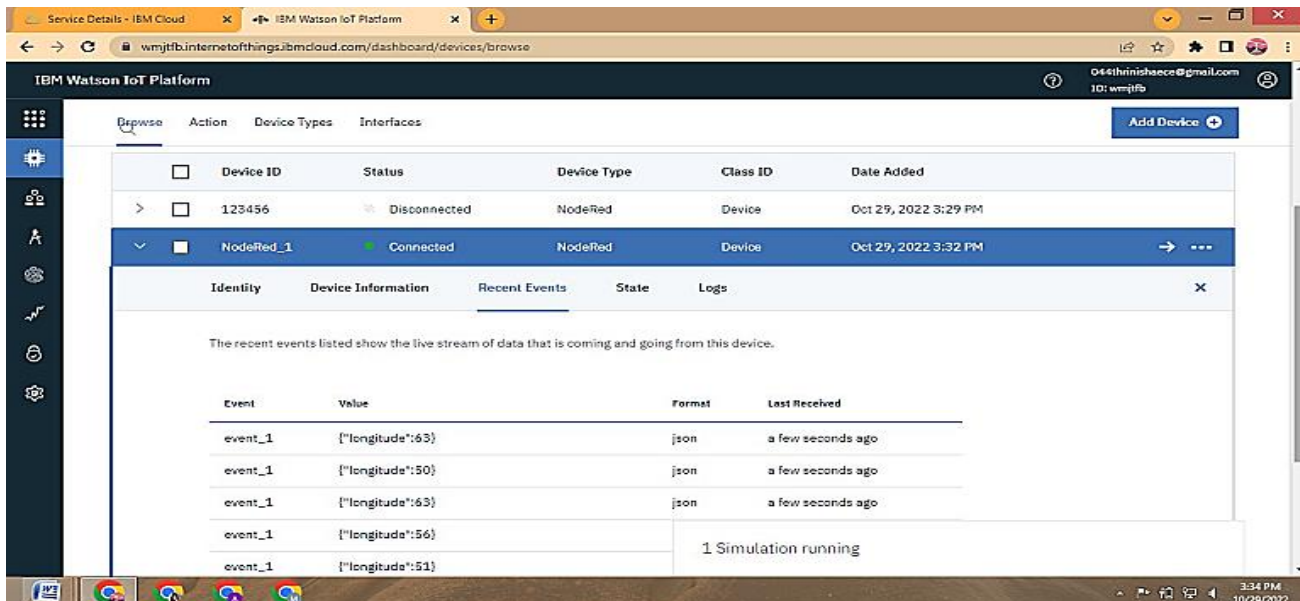 Service Details - IBM Cloud
IBM Watson IoT Platform
wmjtfb.internetofthings.ibmcloud.com/dashboard/devices/browse
IBM Watson IoT Platform
044thrinishaece@gmail.com
ID: wmjtfb
Browse Action Device Types Interfaces
Add Device
Device ID Status Device Type Class ID Date Added
123456 Disconnected NodeRed Device Oct 29, 2022 3:29 PM
NodeRed_1 Connected NodeRed Device Oct 29, 2022 3:32 PM
Identity Device Information Recent Events State Logs
The recent events listed show the live stream of data that is coming and going from this device.
Event Value Format Last Received
event_1 {"longitude":63} json a few seconds ago
event_1 {"longitude":50} json a few seconds ago
event_1 {"longitude":63} json a few seconds ago
event_1 {"longitude":56}
event_1 {"longitude":51}
1 Simulation running
3:34 PM
10/29/2022